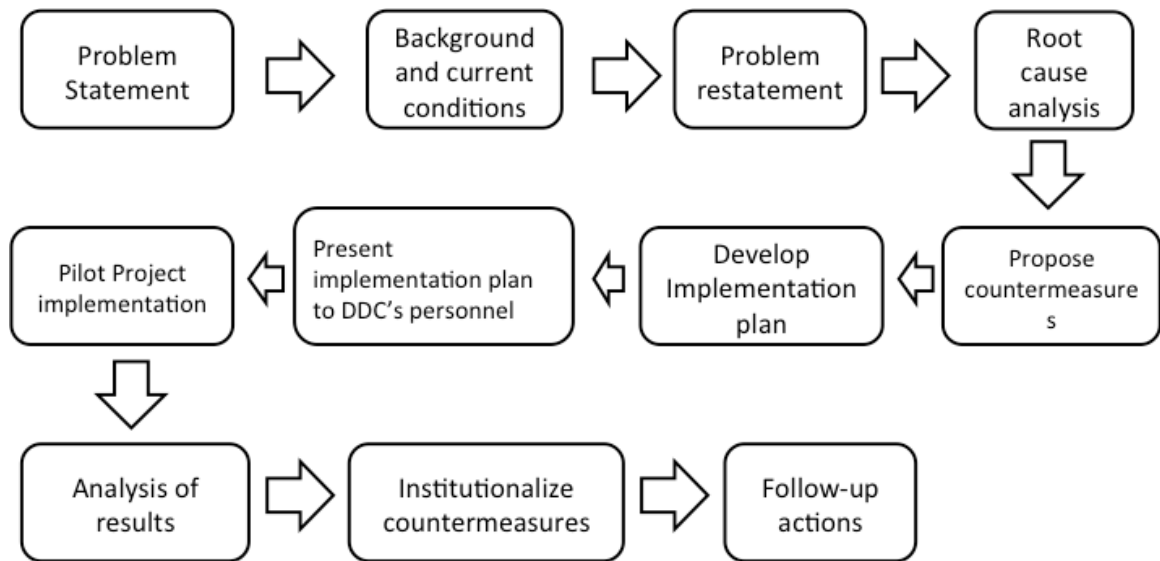 Problem
Statement
Background
and current
conditions
Problem
restatement
Root
cause
analysis
Propose
countermeasure
s
Develop
Implementation
plan
Present
implementation plan
to DDC’s personnel
Pilot Project
implementation
Analysis of
results
Institutionalize
countermeasures
Follow-up
actions